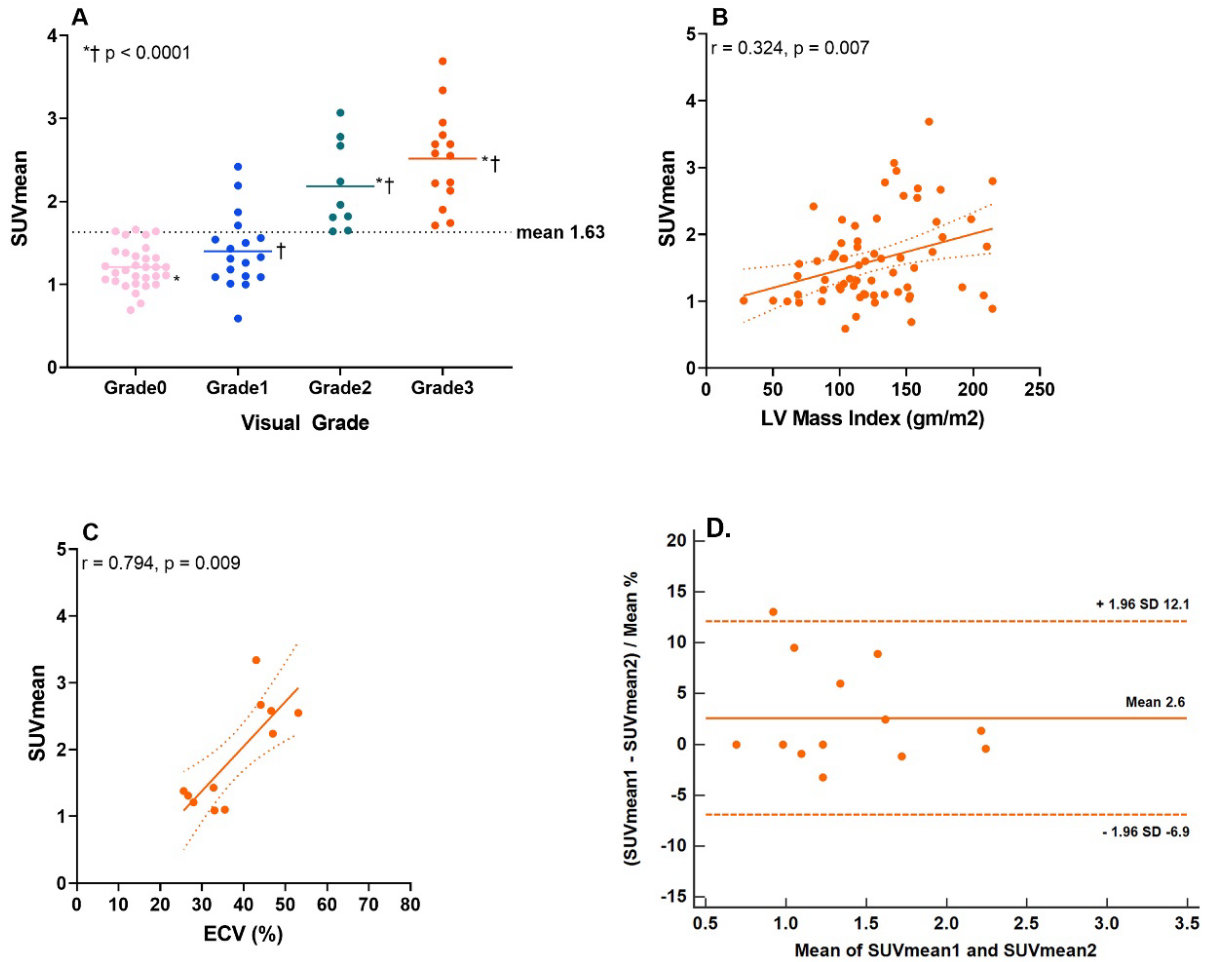 A
4
*† p < 0.0001
3
2
1
0
SUVmean
*
†
*†
*†
mean 1.63
Grade0 Grade1 Grade2 Grade3
Visual Grade
B
5
r = 0.324, p = 0.007
4
3
2
1
0
SUVmean
0 50 100 150 200 250
LV Mass Index (gm/m2)
C
5
r = 0.794, p = 0.009
4
3
2
1
0
SUVmean
0 10 20 30 40 50 60 70 80
ECV (%)
D.
20
15
10
5
0
-5
-10
-15
(SUVmean1 - SUVmean2) / Mean %
+ 1.96 SD 12.1
Mean 2.6
- 1.96 SD -6.9
0.5 1.0 1.5 2.0 2.5 3.0 3.5
Mean of SUVmean1 and SUVmean2